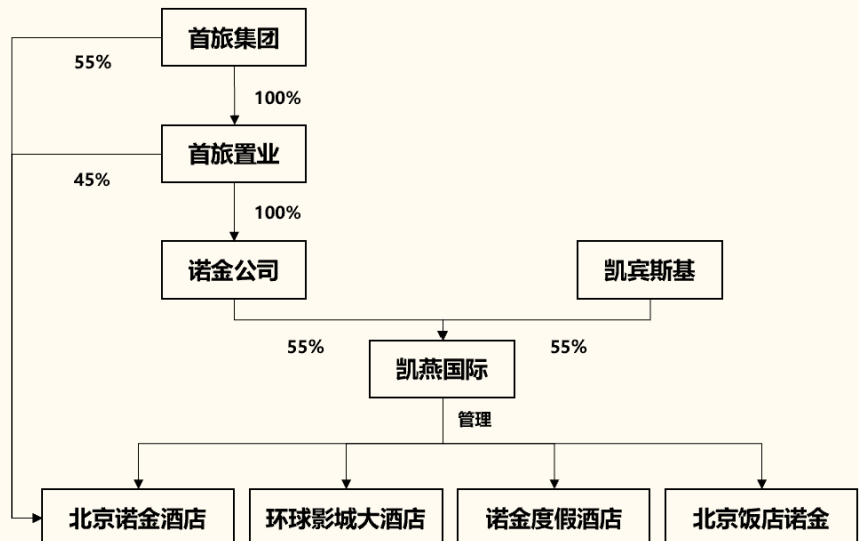 首旅集团
55%
100%
首旅置业
45%
100%
诺金公司
凯宾斯基
55%
55%
凯燕国际
管理
北京诺金酒店
环球影城大酒店
诺金度假酒店
北京饭店诺金